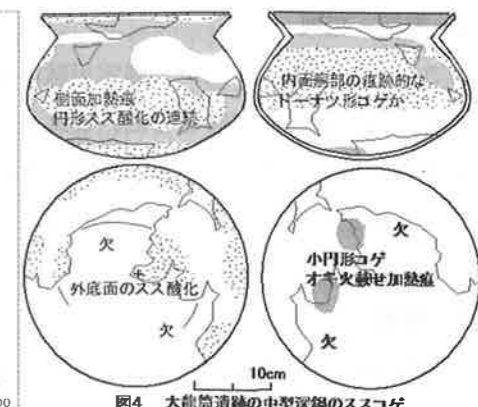 側面加熱痕
円形スス酸化の連続
内面胴部の痕跡的な
ドーナツ形コゲか
欠
外底面のスス酸化
欠
欠
小円形コゲ
オキ火載せ加熱痕
欠
10cm
図4 大龍筒遺跡の中型深鍋のススコゲ